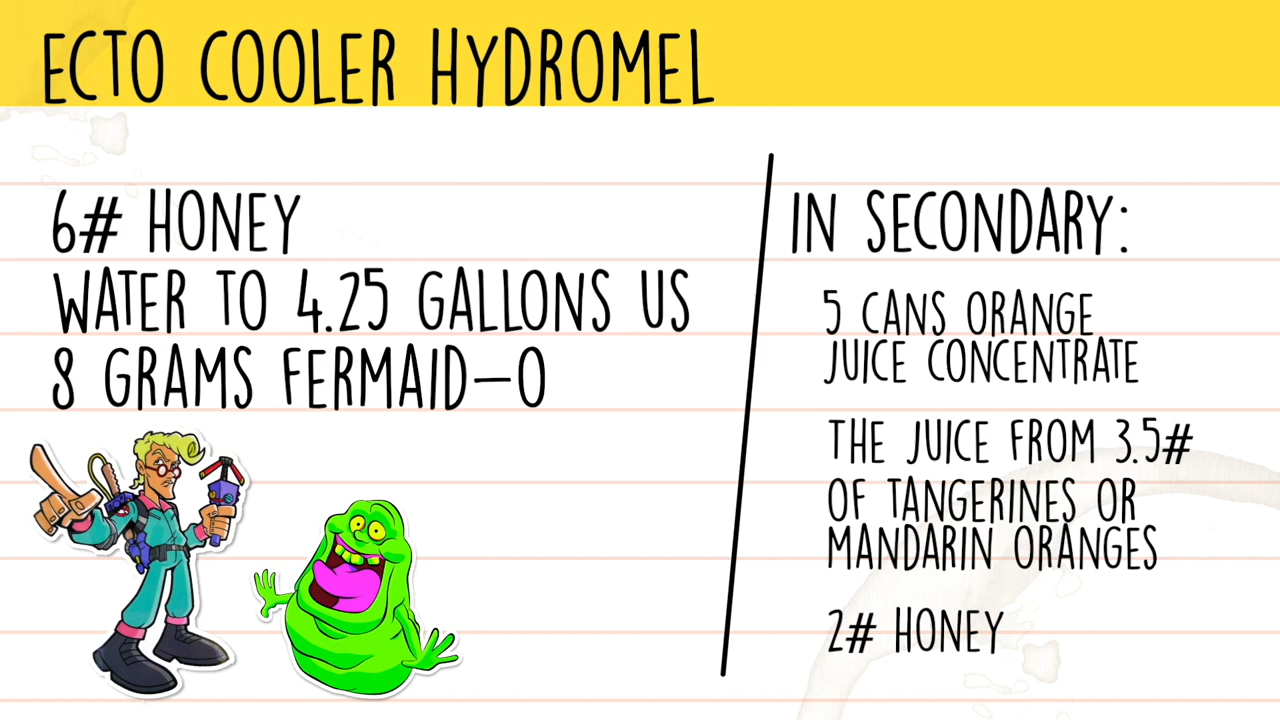 ECTO COOLER HYDROMEL
6# HONEY
WATER TO 4.25 GALLONS US
8 GRAMS FERMAID-O
IN SECONDARY:
5 CANS ORANGE
JUICE CONCENTRATE
THE JUICE FROM 3.5#
OF TANGERINES OR
MANDARIN ORANGES
2# HONEY